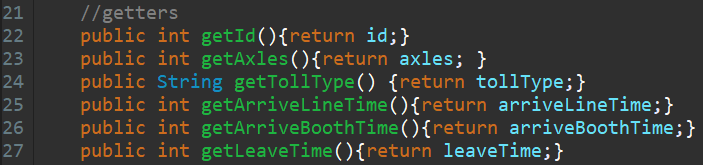 21 //getters
22 public int getId(){return id;}
23 public int getAxles(){return axles; }
24 public String getTollType() {return tollType;}
25 public int getArriveLineTime(){return arriveLineTime;}
26 public int getArriveBoothTime(){return arriveBoothTime;}
27 public int getLeaveTime(){return leaveTime;}